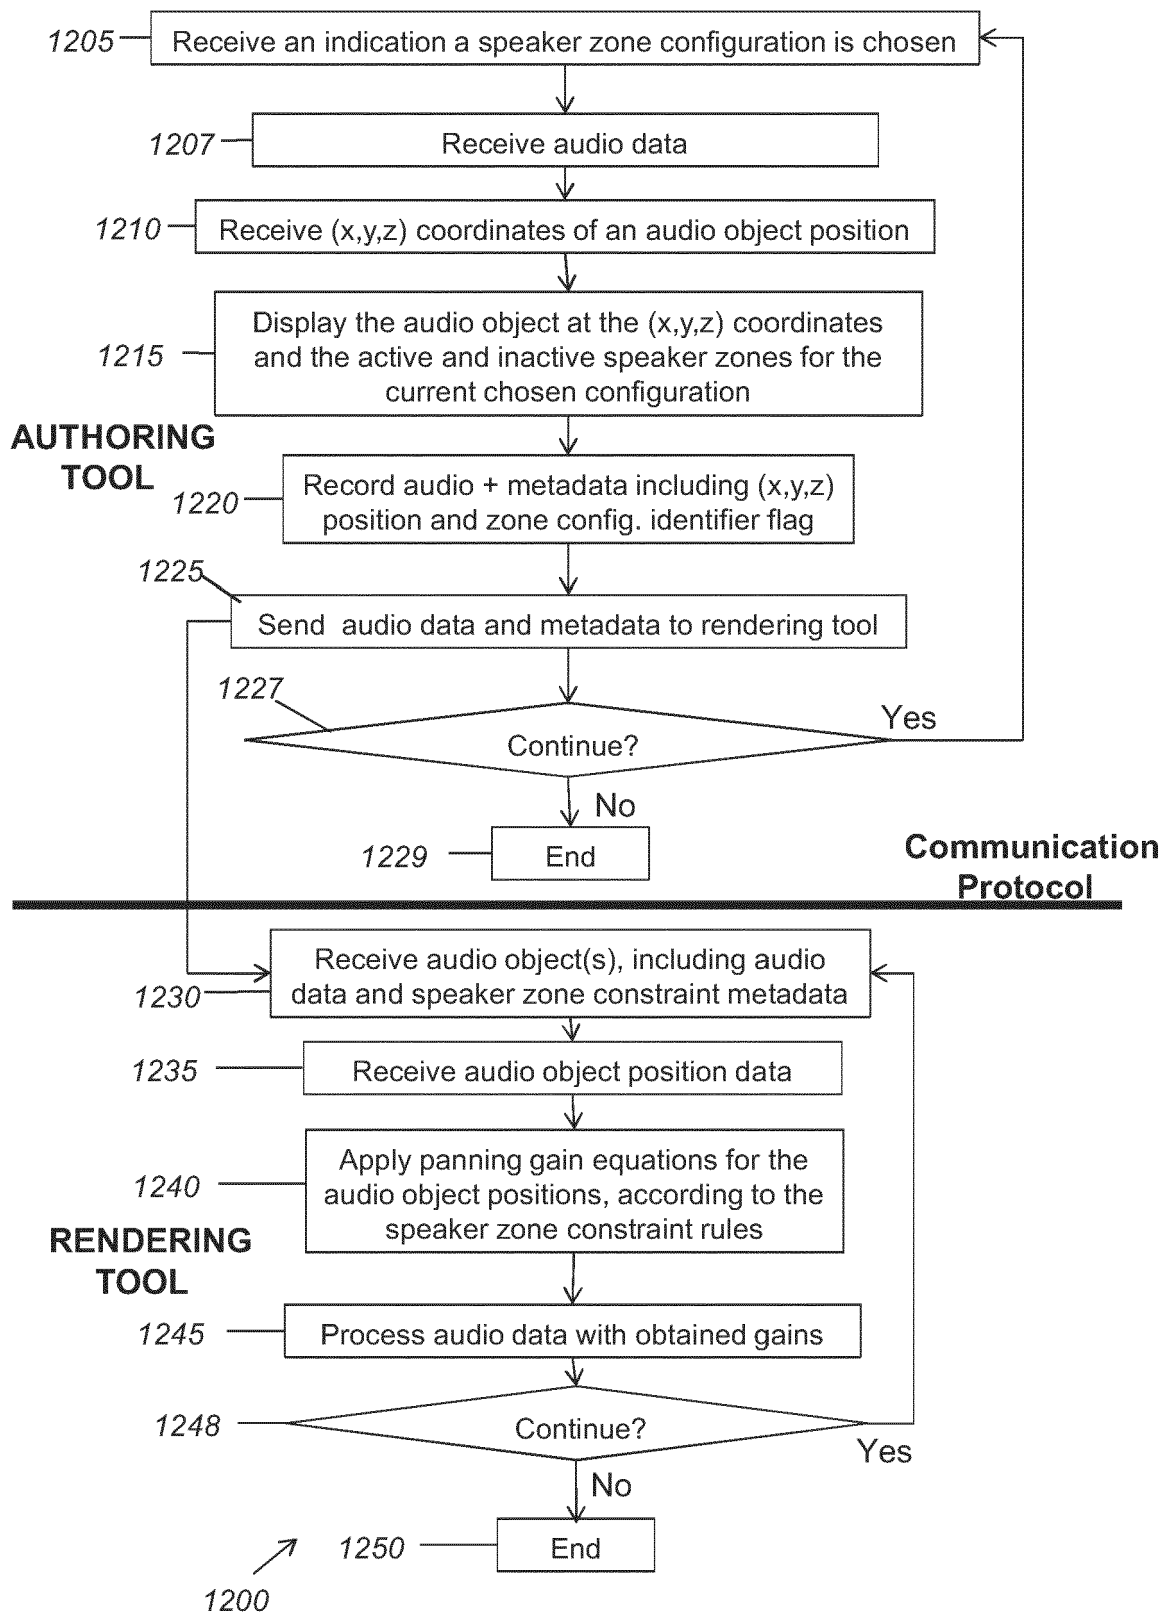 1205
Receive an indication a speaker zone configuration is chosen
1207
Receive audio data
1210
Receive (x,y,z) coordinates of an audio object position
1215
Display the audio object at the (x,y,z) coordinates
and the active and inactive speaker zones for the
current chosen configuration
AUTHORING
TOOL
1220
Record audio + metadata including (x,y,z)
position and zone config. identifier flag
1225
Send audio data and metadata to rendering tool
1227
Continue?
Yes
No
1229
End
Communication
Protocol
1230
Receive audio object(s), including audio
data and speaker zone constraint metadata
1235
Receive audio object position data
1240
Apply panning gain equations for the
audio object positions, according to the
speaker zone constraint rules
RENDERING
TOOL
1245
Process audio data with obtained gains
1248
Continue?
Yes
No
1250
End
1200